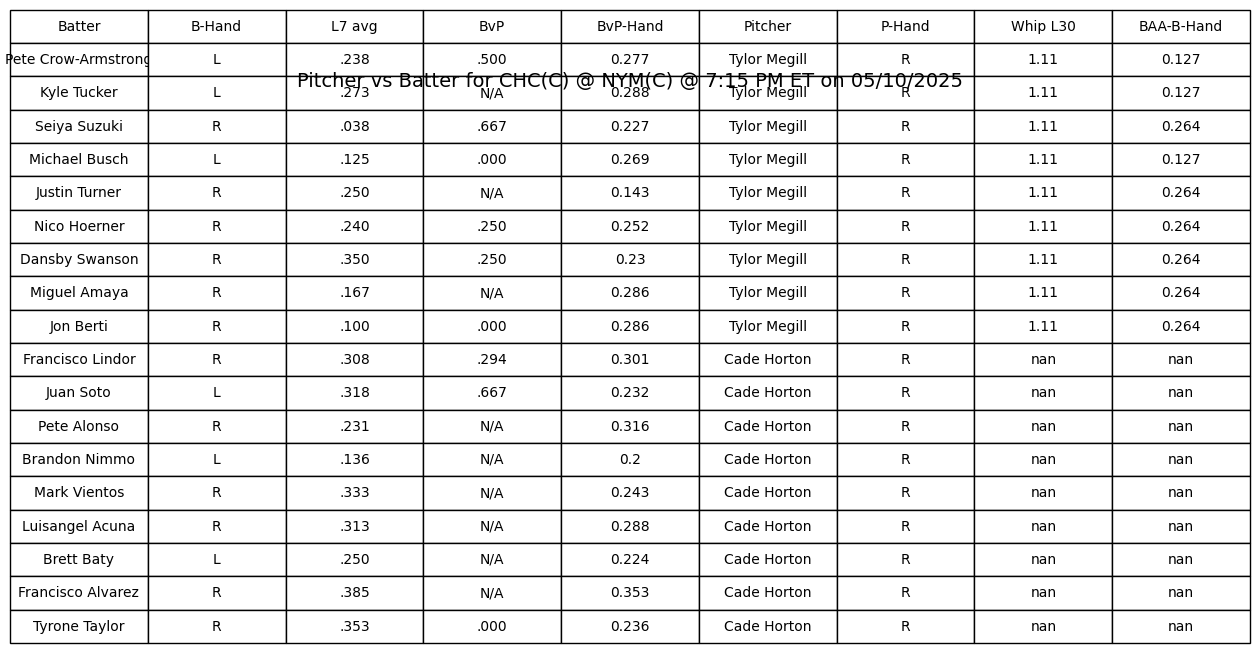 Batter B-Hand L7 avg BvP BvP-Hand Pitcher P-Hand Whip L30 BAA-B-Hand
Pete Crow-Armstrong L .238 .500 0.277 Tylor Megill R 1.11 0.127
Pitcher vs Batter for CHC(C) @ NYM(C) @ 7:15 PM ET on 05/10/2025
Kyle Tucker L .273 N/A 0.288 Tylor Megill R 1.11 0.127
Seiya Suzuki R .038 .667 0.227 Tylor Megill R 1.11 0.264
Michael Busch L .125 .000 0.269 Tylor Megill R 1.11 0.127
Justin Turner R .250 N/A 0.143 Tylor Megill R 1.11 0.264
Nico Hoerner R .240 .250 0.252 Tylor Megill R 1.11 0.264
Dansby Swanson R .350 .250 0.23 Tylor Megill R 1.11 0.264
Miguel Amaya R .167 N/A 0.286 Tylor Megill R 1.11 0.264
Jon Berti R .100 .000 0.286 Tylor Megill R 1.11 0.264
Francisco Lindor R .308 .294 0.301 Cade Horton R nan nan
Juan Soto L .318 .667 0.232 Cade Horton R nan nan
Pete Alonso R .231 N/A 0.316 Cade Horton R nan nan
Brandon Nimmo L .136 N/A 0.2 Cade Horton R nan nan
Mark Vientos R .333 N/A 0.243 Cade Horton R nan nan
Luisangel Acuna R .313 N/A 0.288 Cade Horton R nan nan
Brett Baty L .250 N/A 0.224 Cade Horton R nan nan
Francisco Alvarez R .385 N/A 0.353 Cade Horton R nan nan
Tyrone Taylor R .353 .000 0.236 Cade Horton R nan nan